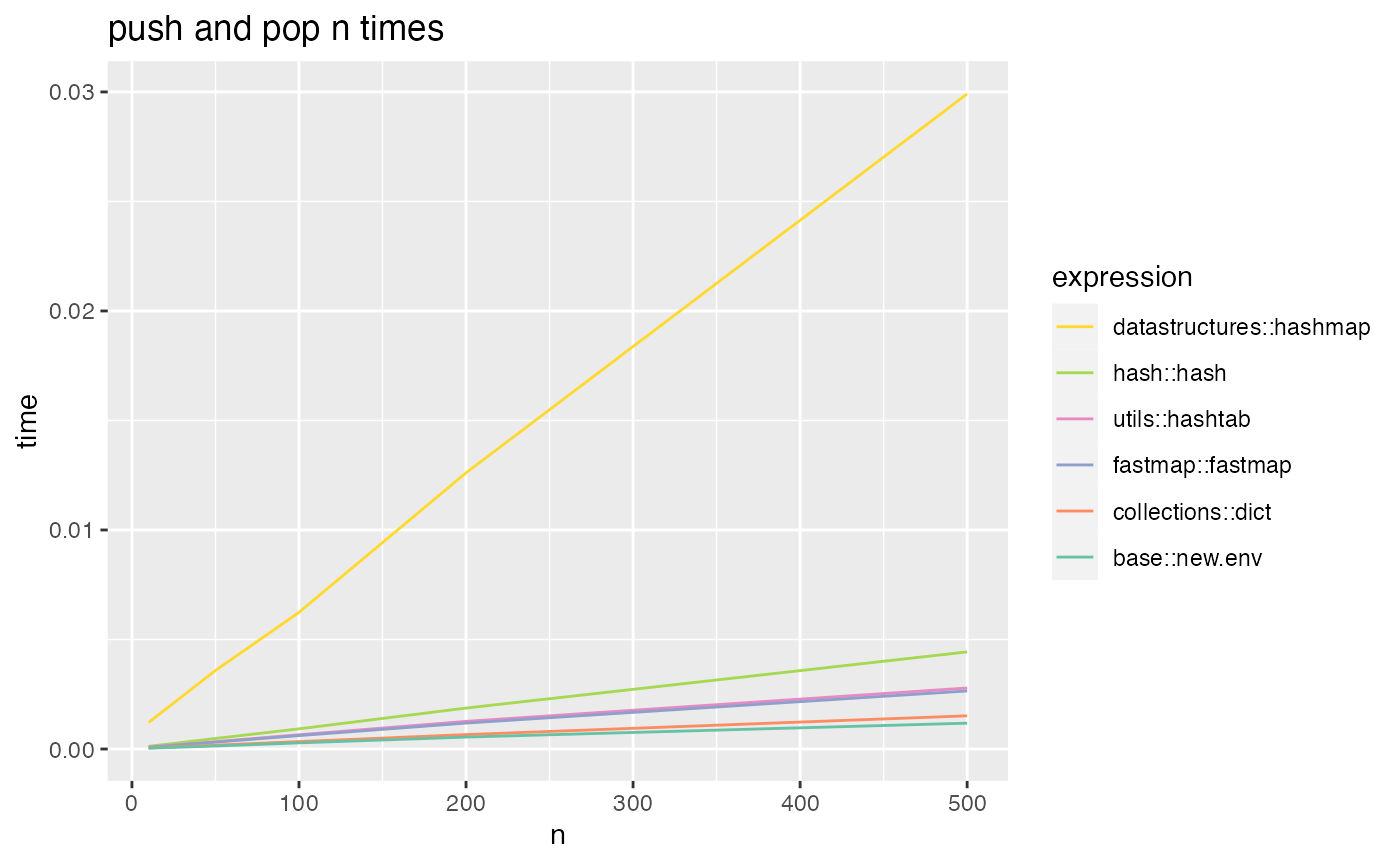 push and pop n times
0.03
0.02
0.01
0.00
time
0
100
200
300
400
500
n
expression
datastructures::hashmap
hash::hash
utils::hashtab
fastmap::fastmap
collections::dict
base::new.env